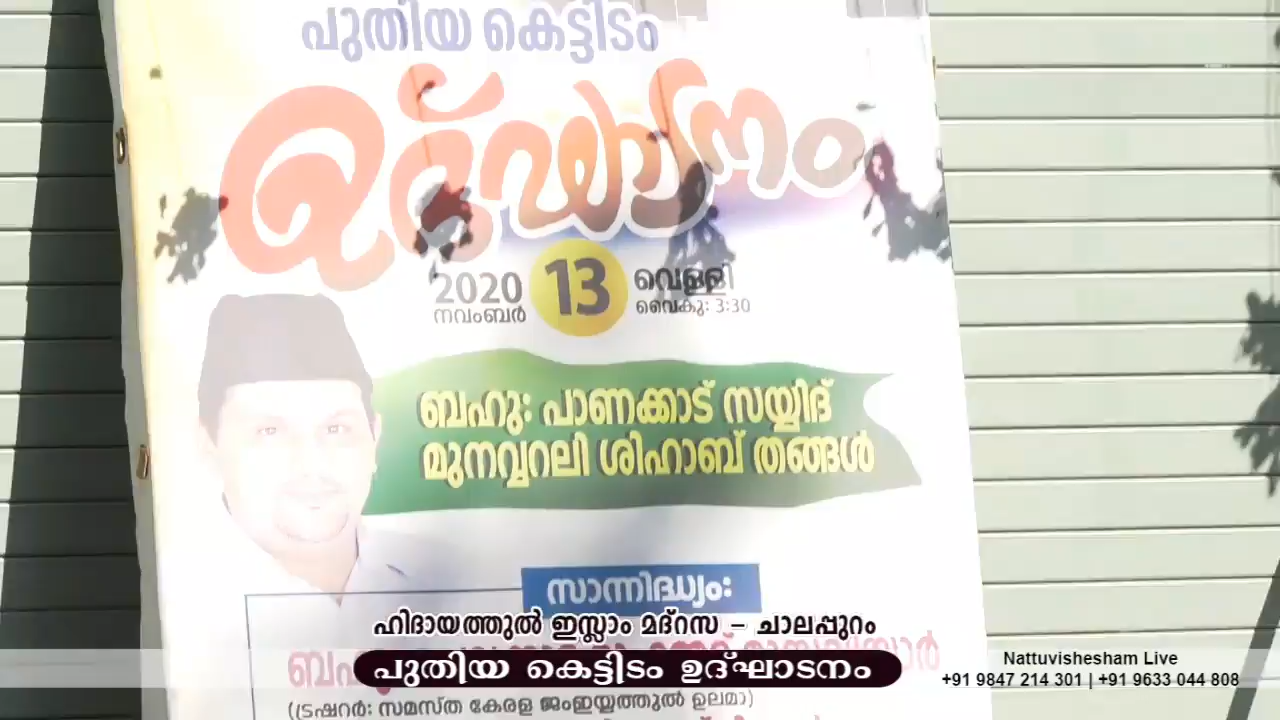 പുതിയ കെട്ടിടം
ഉദ്ഘാടനം
2020 നവംബർ 13 വെള്ളി വൈകു: 3:30
ബഹു: പാണക്കാട് സയ്യിദ്
മുനവ്വറലി ശിഹാബ് തങ്ങൾ
സാന്നിദ്ധ്യം:
ഹിദായത്തുൽ ഇസ്ലാം മദ്റസ – ചാലപ്പുറം
പുതിയ കെട്ടിടം ഉദ്ഘാടനം
(ട്രഷറർ: സമസ്ത കേരള ജംഇയ്യത്തുൽ ഉലമാ)
Nattuvishesham Live
+91 9847 214 301 | +91 9633 044 808